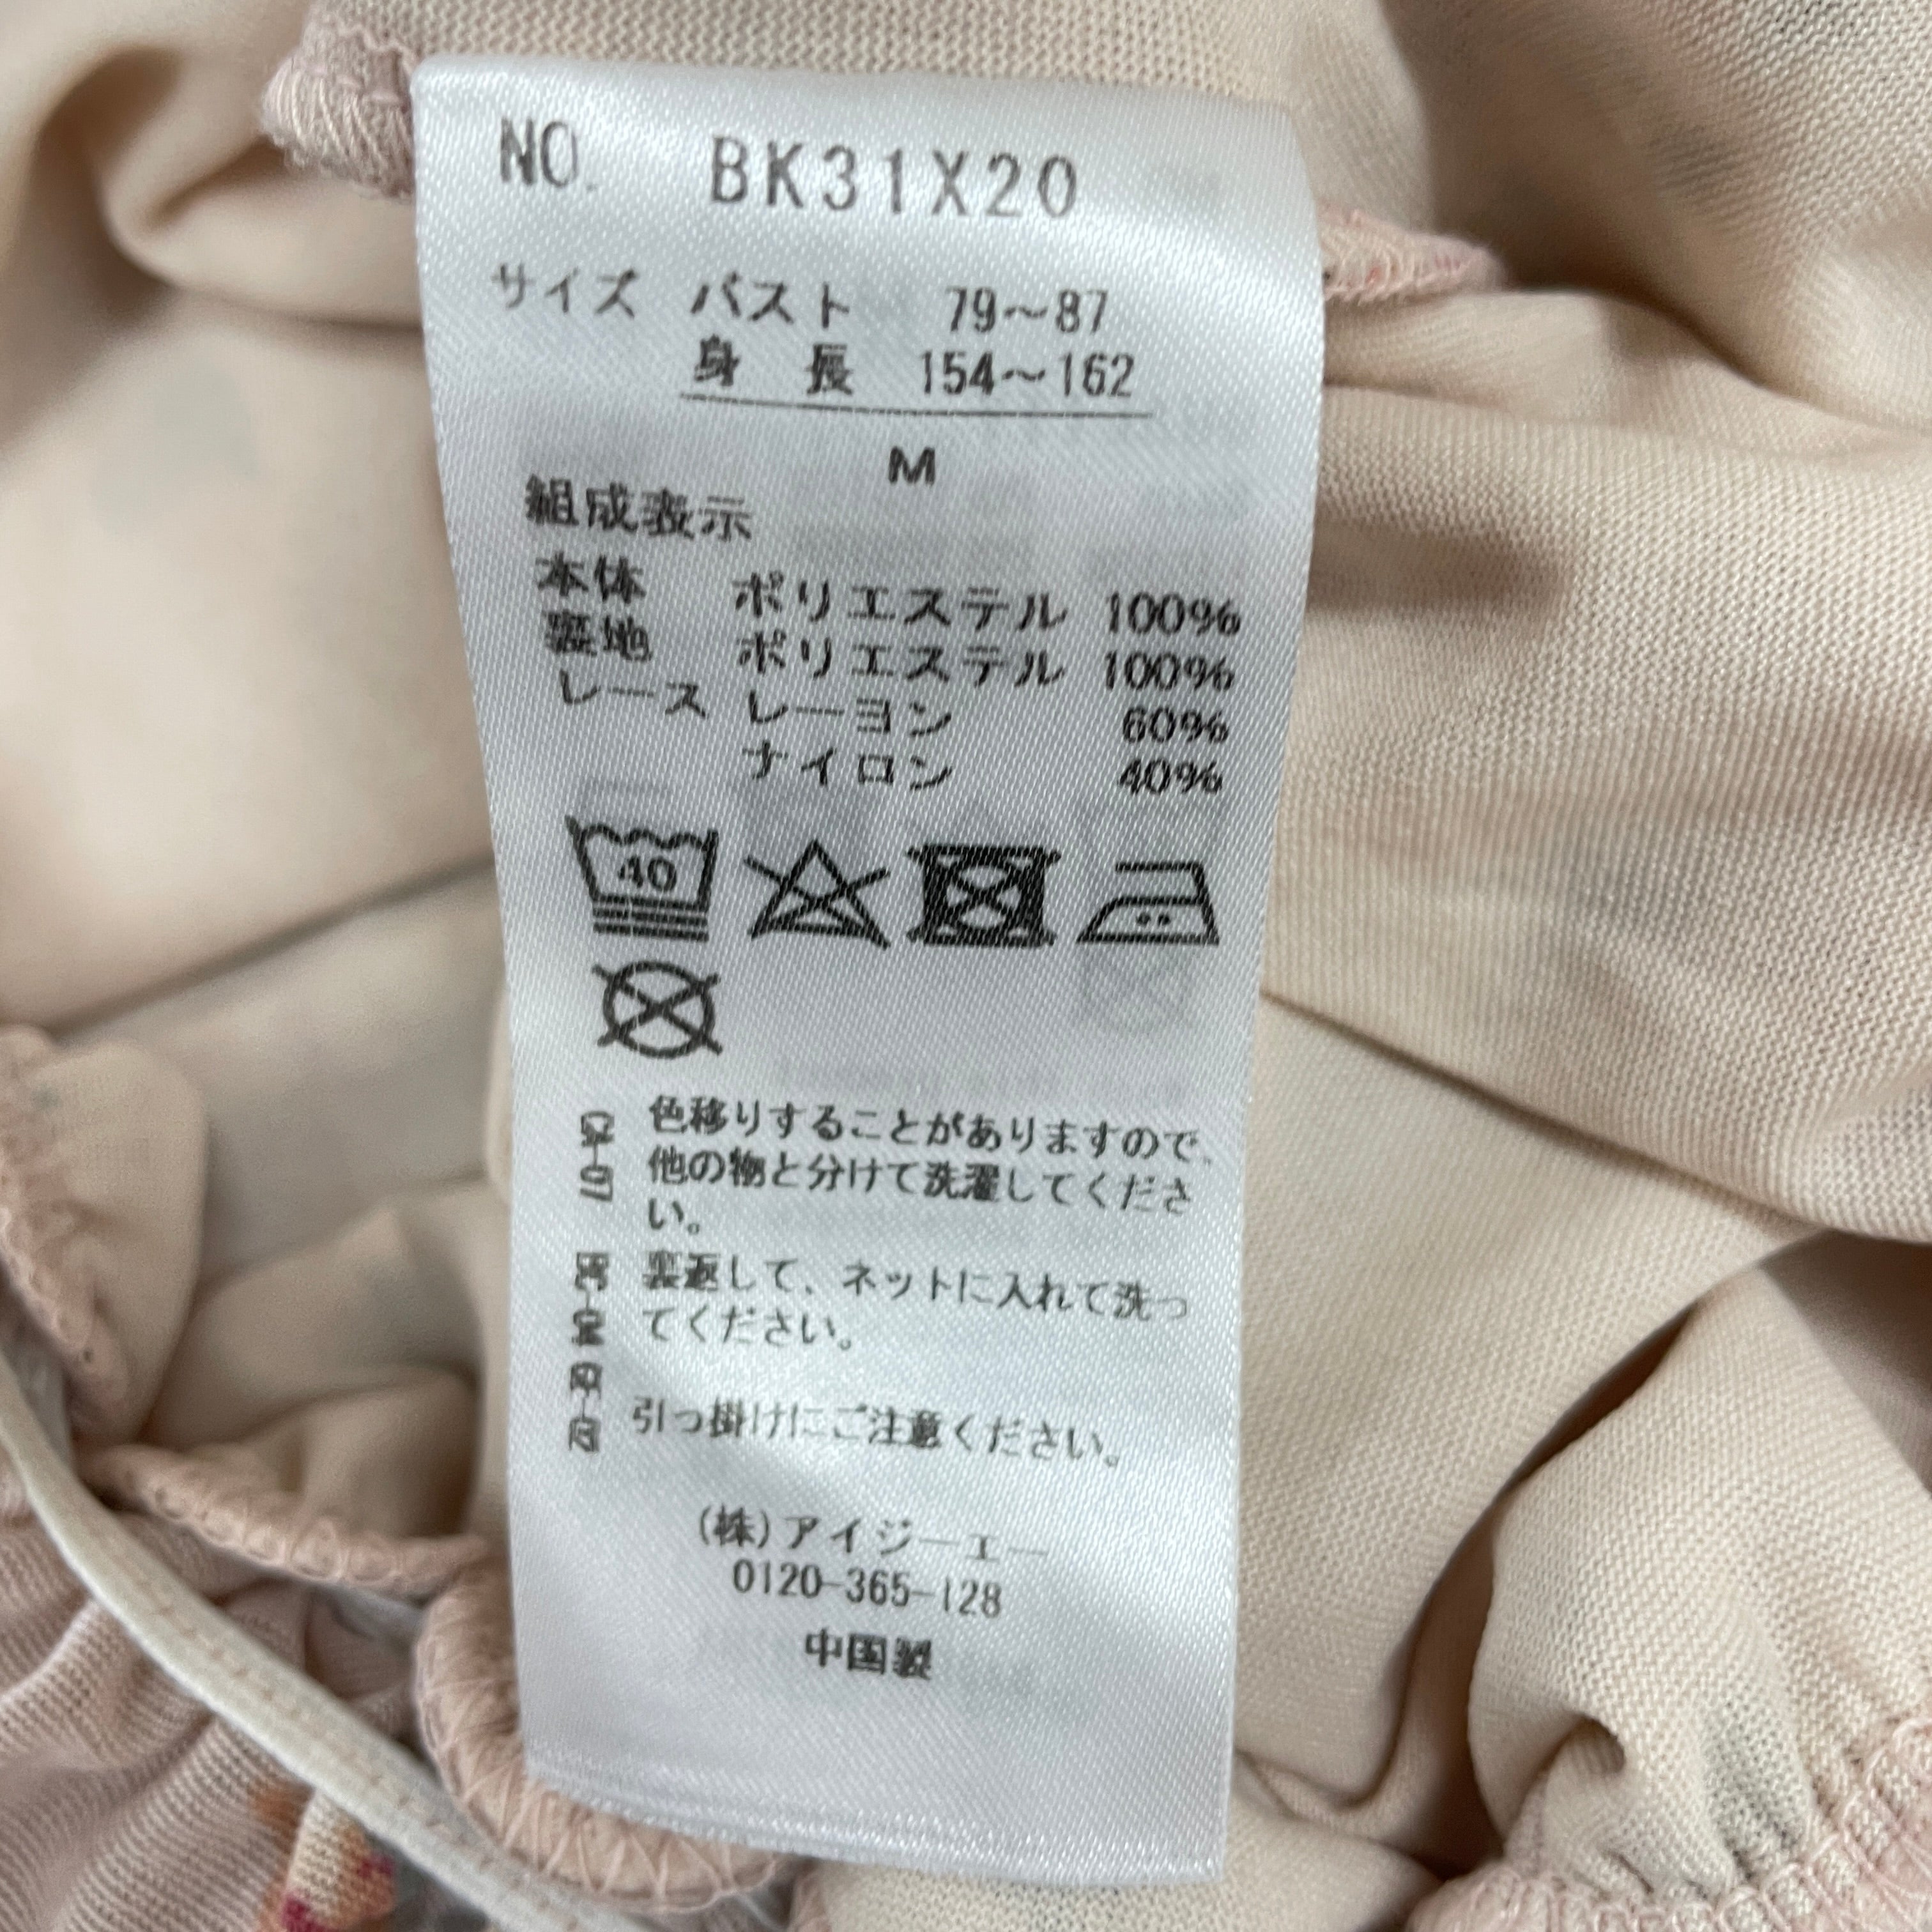 NO. BK31X20
サイズ バスト 79〜87
身 長 154〜162
M
組成表示
本体 ポリエステル 100%
裏地 ポリエステル 100%
レース レーヨン 60%
ナイロン 40%
40
色移りすることがありますので、
他の物と分けて洗濯してくださ
い。
裏返して、ネットに入れて洗っ
てください。
引っ掛けにご注意ください。
(株)アイジーエー
0120-365-128
中国製